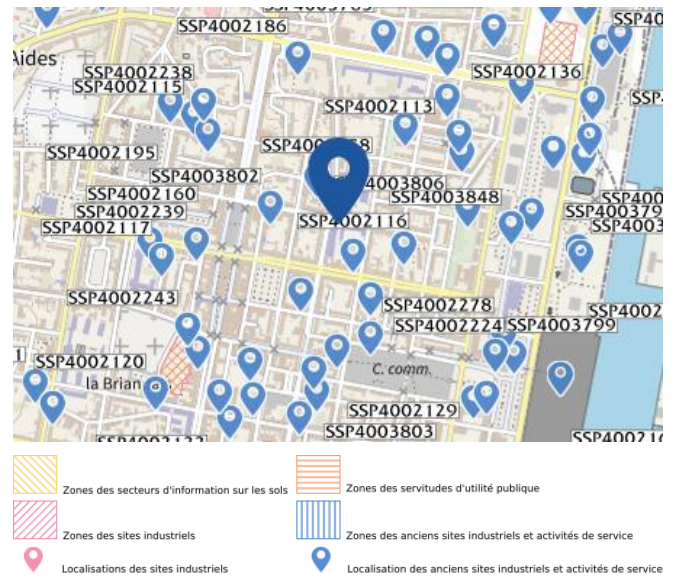 SSP4002186
SSP40
Aides
SSP4002238
SSP4002136
SSP4002115
SSP4002113
SSP4002195
SSP4003802
SSP4003806
SSP4002160
SSP4003848
SSP4002239
SSP4002116
SSP4002117
SSP4002243
SSP4002278
SSP4002224
SSP4003799
SSP4002120
C. comm.
SSP4002129
SSP4003803
Zones des secteurs d'information sur les sols
Zones des servitudes d'utilité publique
Zones des sites industriels
Zones des anciens sites industriels et activités de service
Localisations des sites industriels
Localisation des anciens sites industriels et activités de service